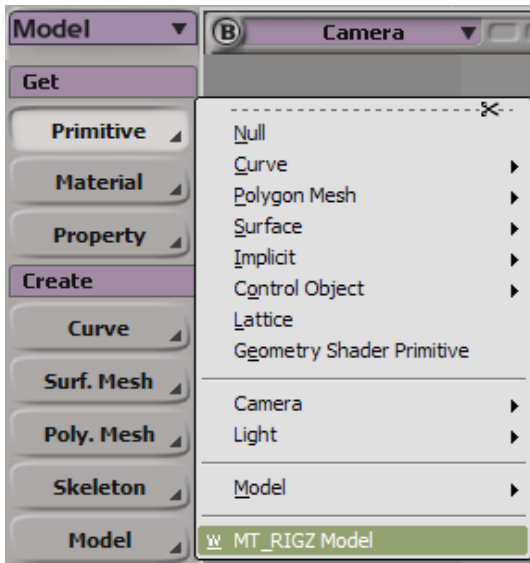 Model
B Camera
Get
Primitive
Material
Property
Create
Curve
Surf. Mesh
Poly. Mesh
Skeleton
Model
Null
Curve
Polygon Mesh
Surface
Implicit
Control Object
Lattice
Geometry Shader Primitive
Camera
Light
Model
W MT_RIGZ Model